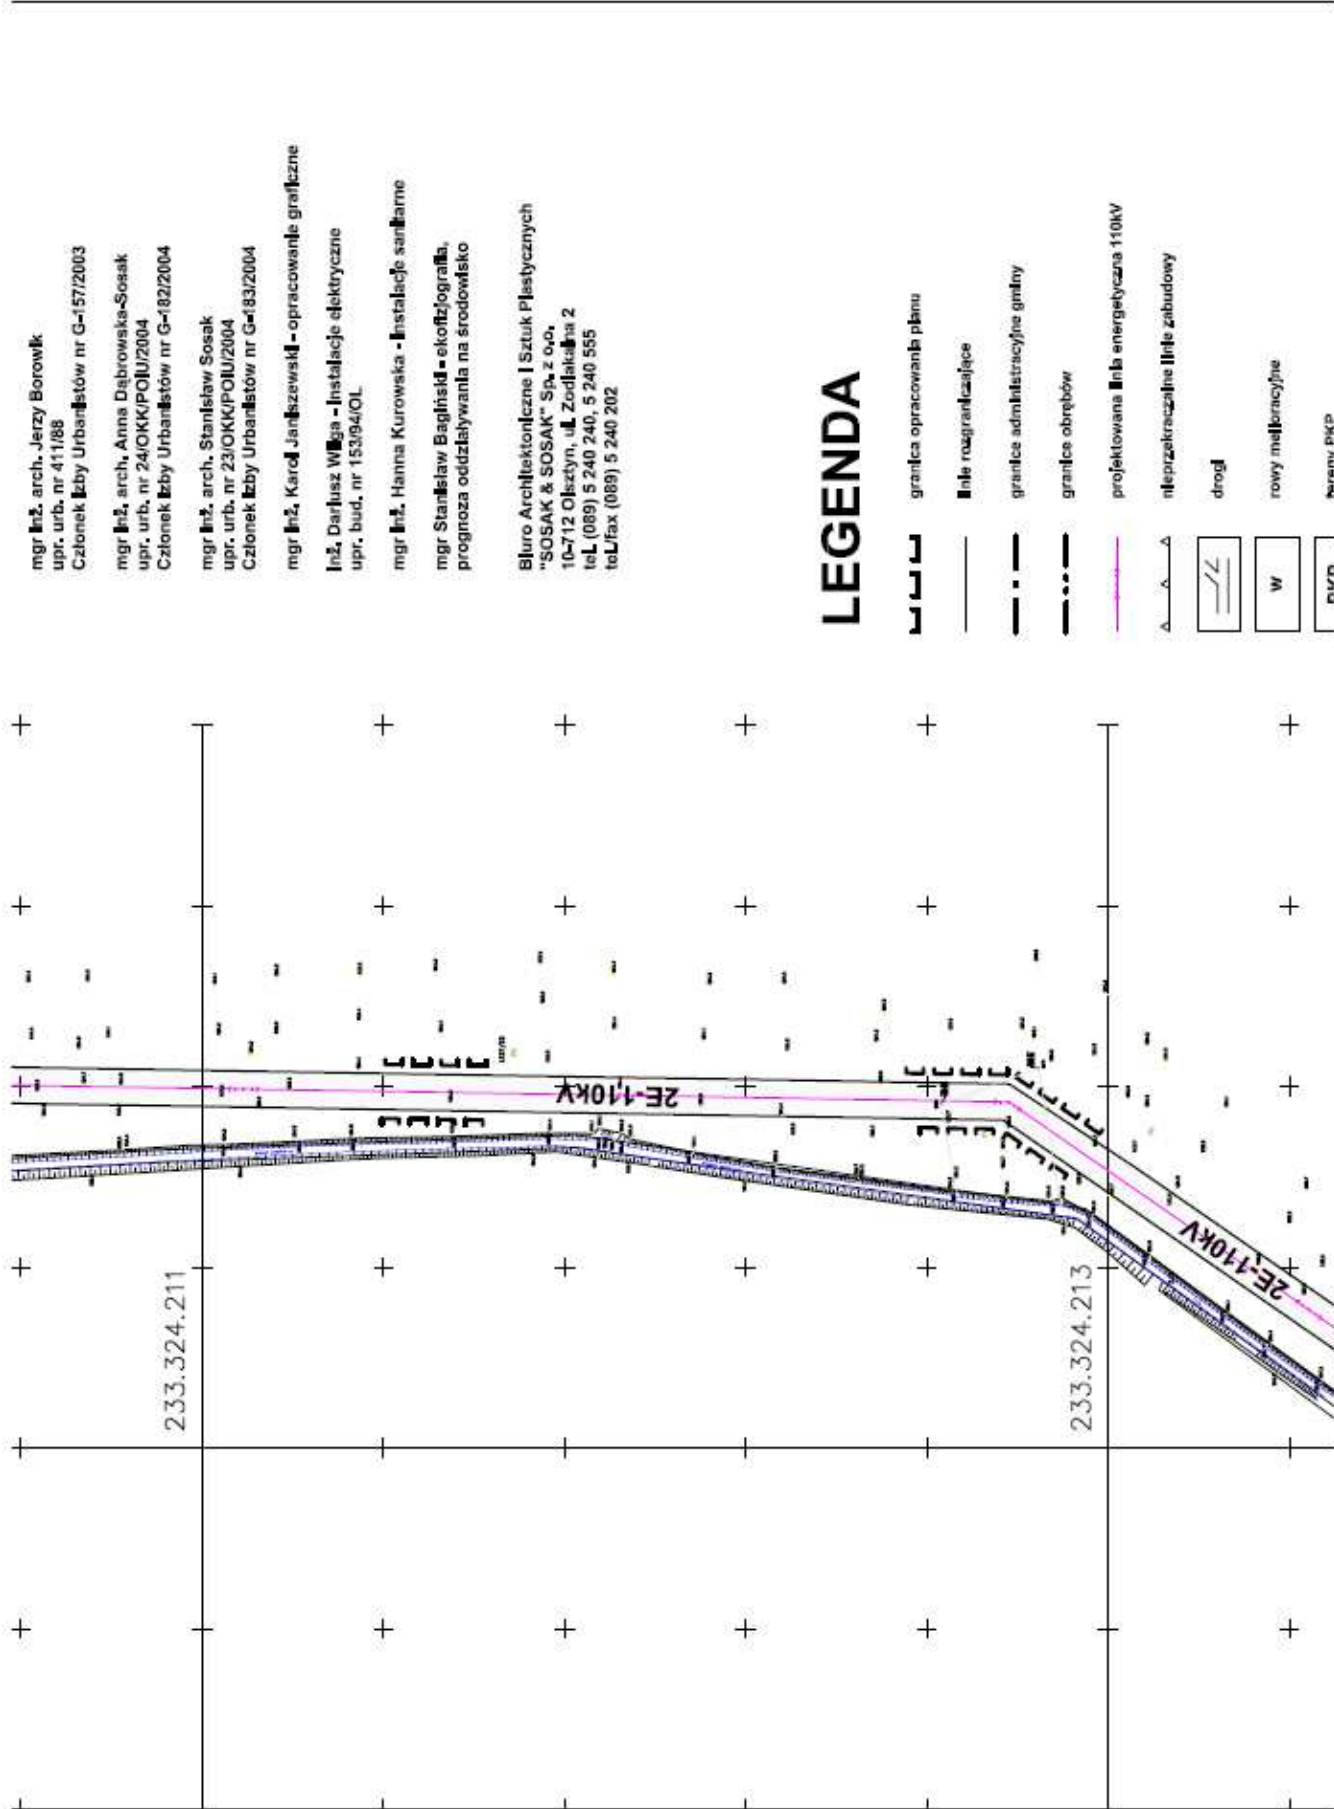 mgr inż. arch. Jerzy Borowik
upr. urb. nr 411/88
Członek Izby Urbanistów nr G-157/2003
mgr inż. arch. Anna Dąbrowska-Sosak
upr. urb. nr 24/OKK/POIU/2004
Członek Izby Urbanistów nr G-182/2004
mgr inż. arch. Stanisław Sosak
upr. urb. nr 23/OKK/POIU/2004
Członek Izby Urbanistów nr G-183/2004
mgr inż. Karol Janiszewski - opracowanie graficzne
inż. Dariusz Wilga - instalacje elektryczne
upr. bud. nr 153/94/OL
mgr inż. Hanna Kurowska - instalacje sanitarne
mgr Stanisław Bagiński - ekofizjografia,
prognoza oddziaływania na środowisko
Biuro Architektoniczne i Sztuk Plastycznych
"SOSAK & SOSAK" Sp. z o.o.
10-712 Olsztyn, ul. Zodiakalna 2
tel. (089) 5 240 240, 5 240 555
tel./fax (089) 5 240 202
LEGENDA
granica opracowania planu
linie rozgraniczające
granice administracyjne gminy
granice obrębów
projektowana linia energetyczna 110kV
nieprzekraczalne linie zabudowy
drogi
W
rowy melioracyjne
PKP
tereny PKP
2E-110kV
2E-110kV
233.324.211
233.324.213